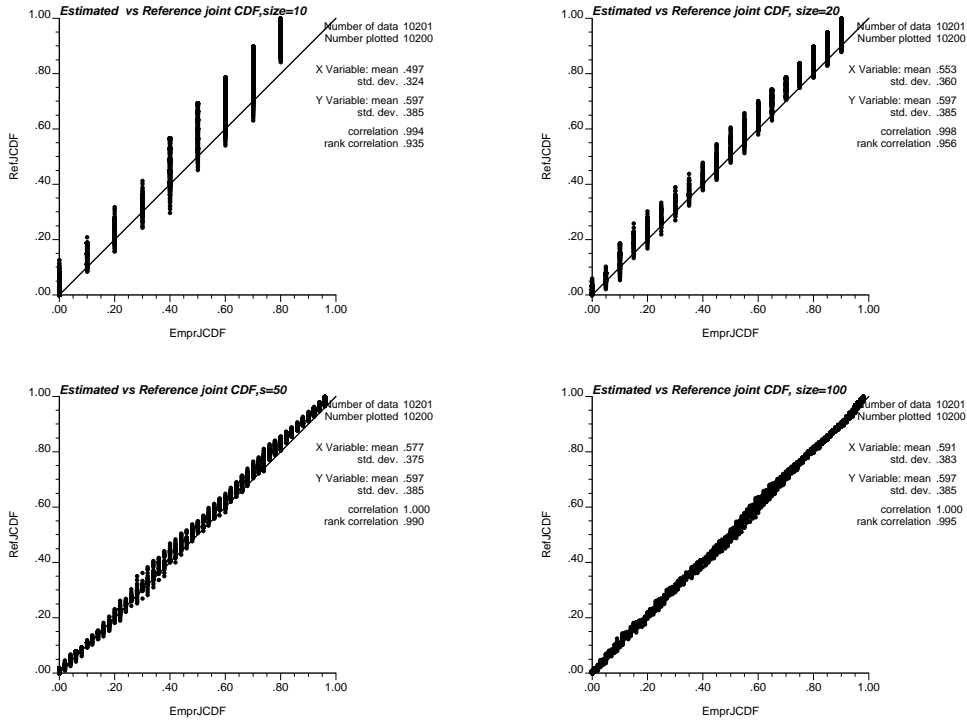 Estimated vs Reference joint CDF,size=10
Number of data 10201
Number plotted 10200
X Variable: mean .497
std. dev. .324
Y Variable: mean .597
std. dev. .385
correlation .994
rank correlation .935
RefJCDF
1.00
.80
.60
.40
.20
.00
.00 .20 .40 .60 .80 1.00
EmprJCDF
Estimated vs Reference joint CDF, size=20
Number of data 10201
Number plotted 10200
X Variable: mean .553
std. dev. .360
Y Variable: mean .597
std. dev. .385
correlation .998
rank correlation .956
RefJCDF
1.00
.80
.60
.40
.20
.00
.00 .20 .40 .60 .80 1.00
EmprJCDF
Estimated vs Reference joint CDF,s=50
Number of data 10201
Number plotted 10200
X Variable: mean .577
std. dev. .375
Y Variable: mean .597
std. dev. .385
correlation 1.000
rank correlation .990
RefJCDF
1.00
.80
.60
.40
.20
.00
.00 .20 .40 .60 .80 1.00
EmprJCDF
Estimated vs Reference joint CDF, size=100
Number of data 10201
Number plotted 10200
X Variable: mean .591
std. dev. .383
Y Variable: mean .597
std. dev. .385
correlation 1.000
rank correlation .995
RefJCDF
1.00
.80
.60
.40
.20
.00
.00 .20 .40 .60 .80 1.00
EmprJCDF